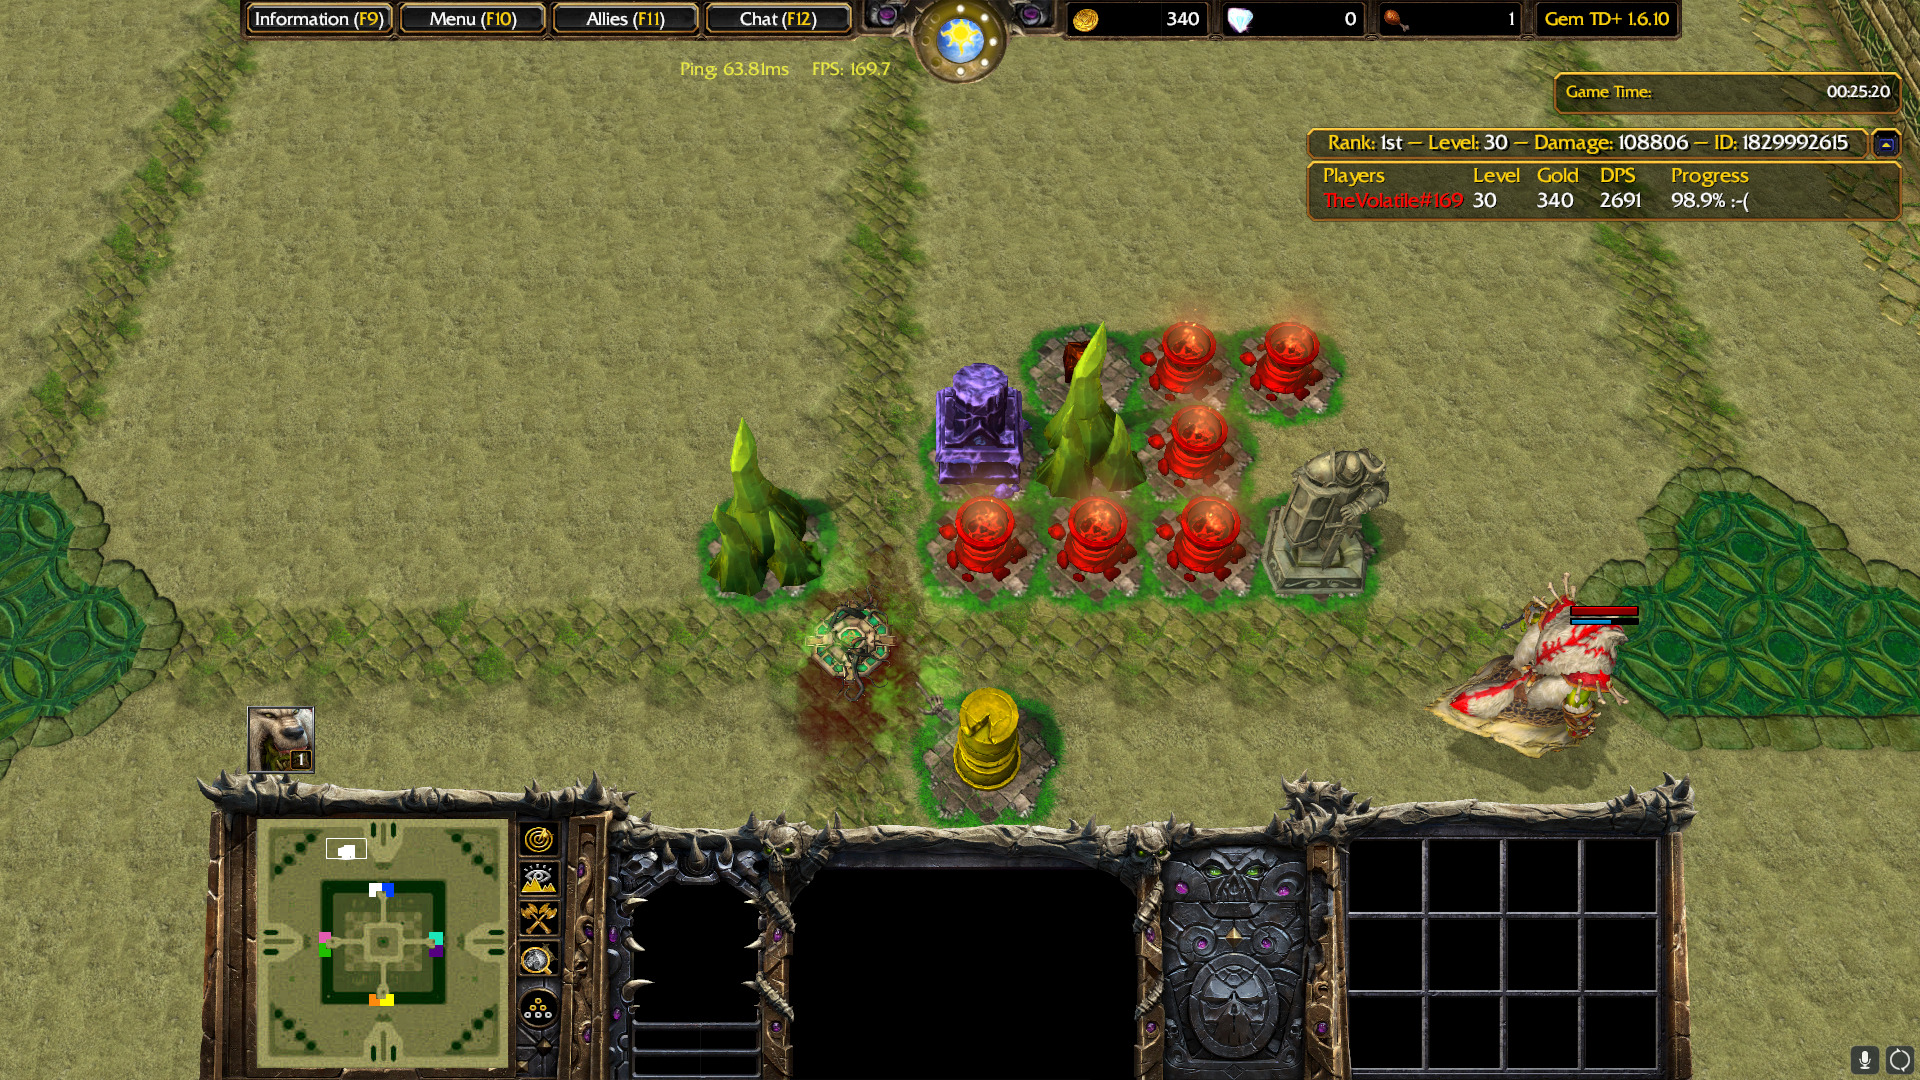 Information (F9) Menu (F10) Allies (F11) Chat (F12) 340 0 1 Gem TD+ 1.6.10
Ping: 63.81ms FPS: 169.7
Game Time: 00:25:20
Rank: 1st — Level: 30 — Damage: 108806 — ID: 1829992615
Players Level Gold DPS Progress
TheVolatile#169 30 340 2691 98.9% :-(
1